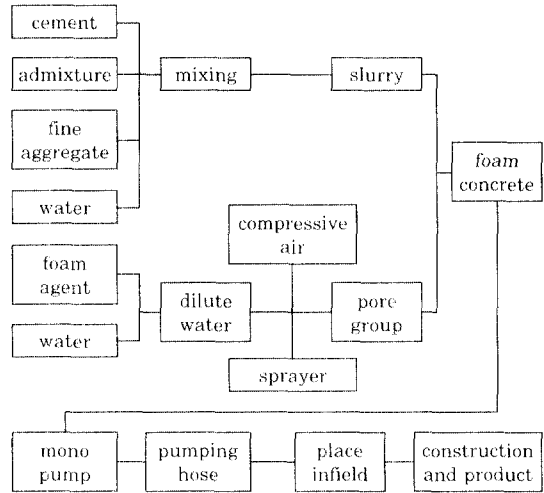 cement
admixture
mixing
slurry
fine
aggregate
foam
concrete
water
compressive
air
foam
agent
dilute
water
pore
group
water
sprayer
mono
pump
pumping
hose
place
infield
construction
and product